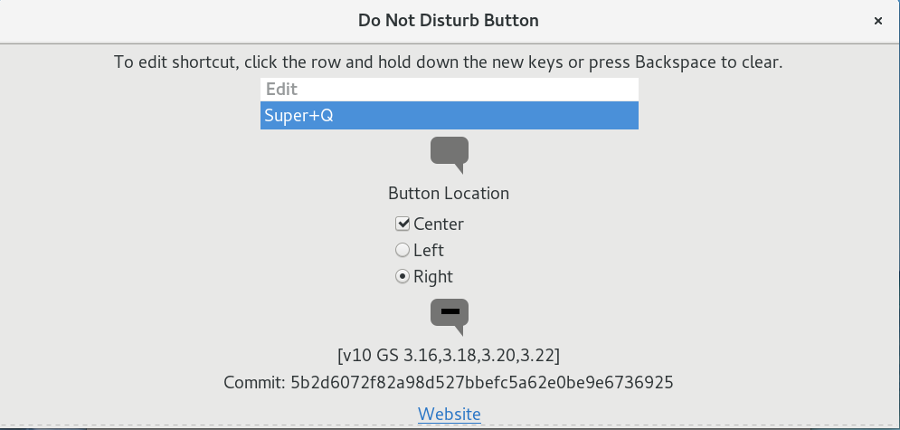 Do Not Disturb Button
To edit shortcut, click the row and hold down the new keys or press Backspace to clear.
Edit
Super+Q
Button Location
Center
Left
Right
[v10 GS 3.16,3.18,3.20,3.22]
Commit: 5b2d6072f82a98d527bbefc5a62e0be9e6736925
Website